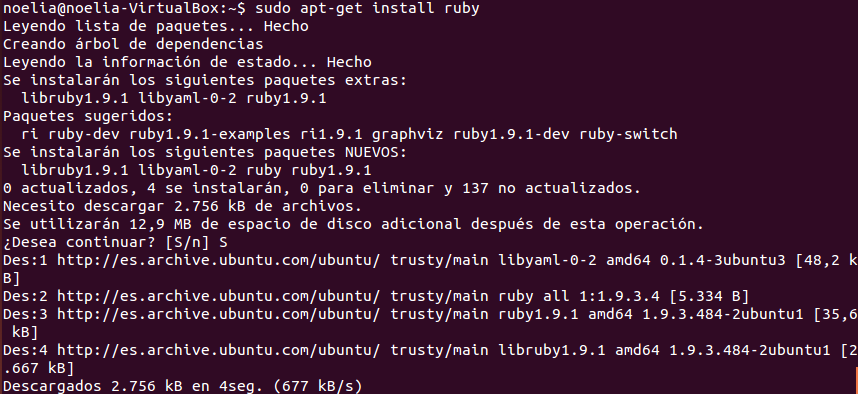 noelia@noelia-VirtualBox:~$ sudo apt-get install ruby
Leyendo lista de paquetes... Hecho
Creando árbol de dependencias
Leyendo la información de estado... Hecho
Se instalarán los siguientes paquetes extras:
  libruby1.9.1 libyaml-0-2 ruby1.9.1
Paquetes sugeridos:
  ri ruby-dev ruby1.9.1-examples ri1.9.1 graphviz ruby1.9.1-dev ruby-switch
Se instalarán los siguientes paquetes NUEVOS:
  libruby1.9.1 libyaml-0-2 ruby ruby1.9.1
0 actualizados, 4 se instalarán, 0 para eliminar y 137 no actualizados.
Necesito descargar 2.756 kB de archivos.
Se utilizarán 12,9 MB de espacio de disco adicional después de esta operación.
¿Desea continuar? [S/n] S
Des:1 http://es.archive.ubuntu.com/ubuntu/ trusty/main libyaml-0-2 amd64 0.1.4-3ubuntu3 [48,2 k
B]
Des:2 http://es.archive.ubuntu.com/ubuntu/ trusty/main ruby all 1:1.9.3.4 [5.334 B]
Des:3 http://es.archive.ubuntu.com/ubuntu/ trusty/main ruby1.9.1 amd64 1.9.3.484-2ubuntu1 [35,6
 kB]
Des:4 http://es.archive.ubuntu.com/ubuntu/ trusty/main libruby1.9.1 amd64 1.9.3.484-2ubuntu1 [2
.667 kB]
Descargados 2.756 kB en 4seg. (677 kB/s)